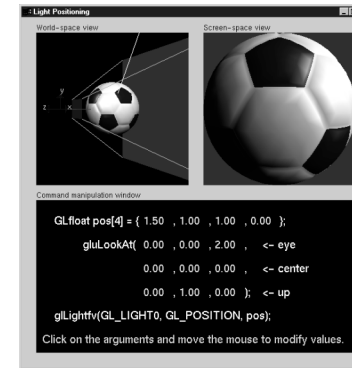 Light Positioning
World-space view
Screen-space view
y
z x
Command manipulation window
GLfloat pos[4] = { 1.50 , 1.00 , 1.00 , 0.00 };
gluLookAt( 0.00 , 0.00 , 2.00 , <- eye
0.00 , 0.00 , 0.00 , <- center
0.00 , 1.00 , 0.00 ); <- up
glLightfv(GL_LIGHT0, GL_POSITION, pos);
Click on the arguments and move the mouse to modify values.